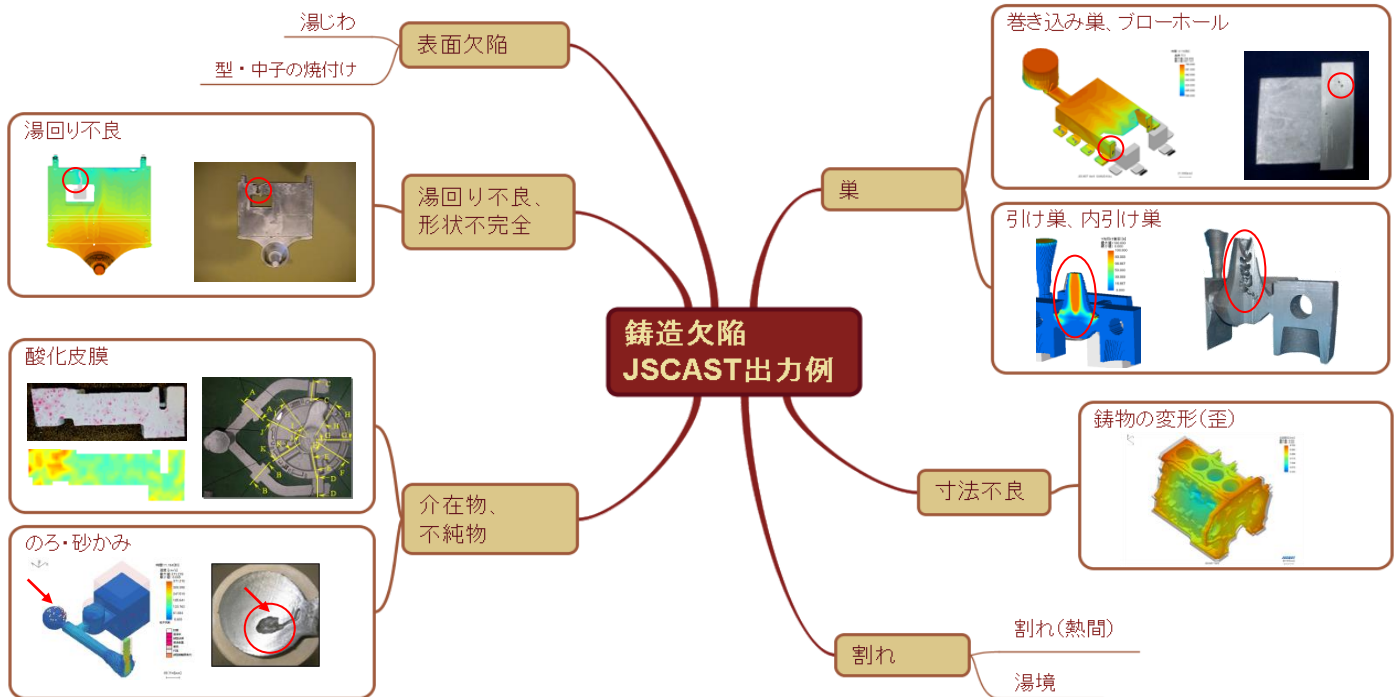 湯じわ
型・中子の焼付け
表面欠陥
湯回り不良
湯回り不良、
形状不完全
酸化皮膜
介在物、
不純物
のろ・砂かみ
鋳造欠陥
JSCAST出力例
巻き込み巣、ブローホール
巣
引け巣、内引け巣
鋳物の変形(歪)
寸法不良
割れ(熱間)
割れ
湯境